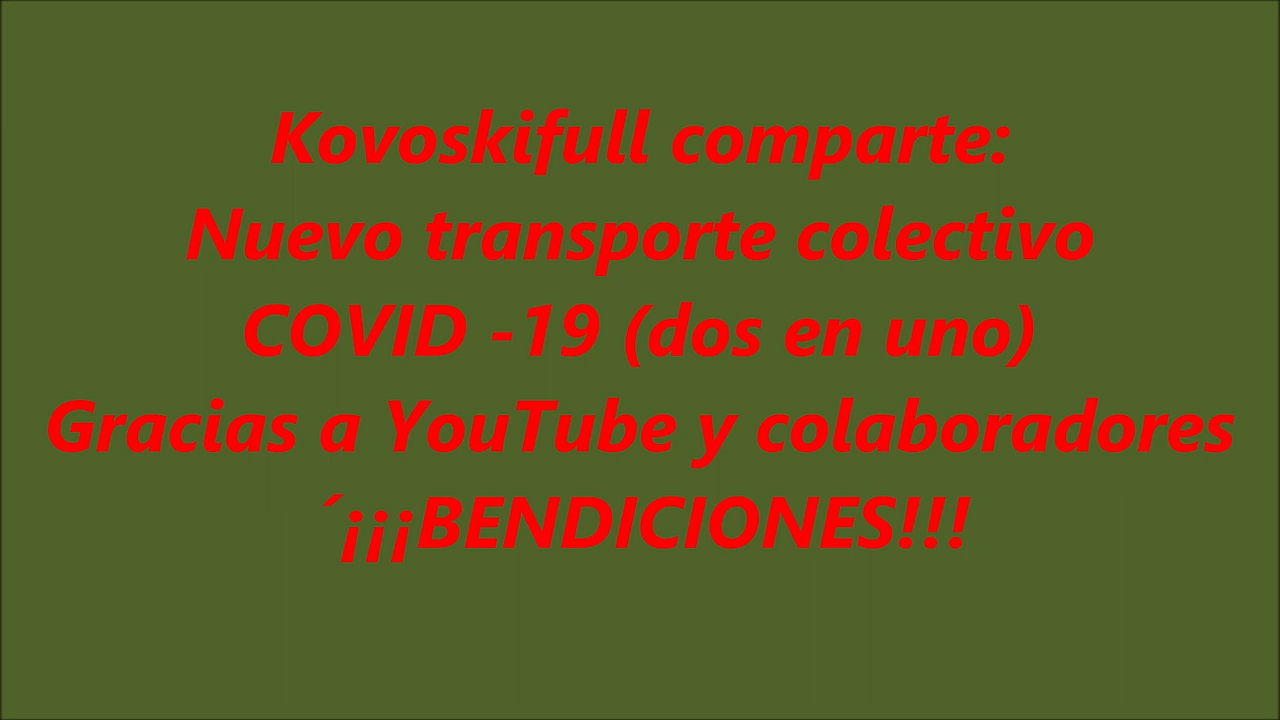 Kovoskifull comparte:
Nuevo transporte colectivo
COVID -19 (dos en uno)
Gracias a YouTube y colaboradores
´¡¡¡BENDICIONES!!!